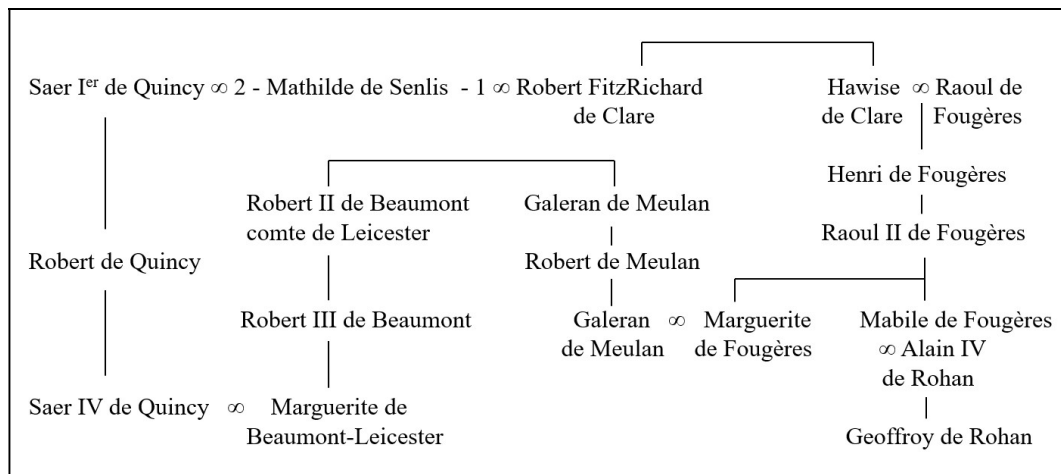 Saer Ier de Quincy ∞ 2 - Mathilde de Senlis - 1 ∞ Robert FitzRichard
de Clare
Hawise ∞ Raoul de
de Clare Fougères
Henri de Fougères
Robert II de Beaumont
comte de Leicester
Galeran de Meulan
Raoul II de Fougères
Robert de Quincy
Robert de Meulan
Robert III de Beaumont
Galeran ∞ Marguerite
de Meulan de Fougères
Mabile de Fougères
∞ Alain IV
de Rohan
Saer IV de Quincy ∞ Marguerite de
Beaumont-Leicester
Geoffroy de Rohan